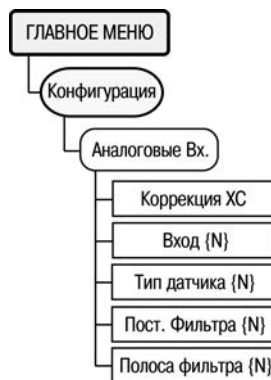 ГЛАВНОЕ МЕНЮ
Конфигурация
Аналоговые Вх.
Коррекция ХС
Вход {N}
Тип датчика {N}
Пост. Фильтра {N}
Полоса фильтра {N}